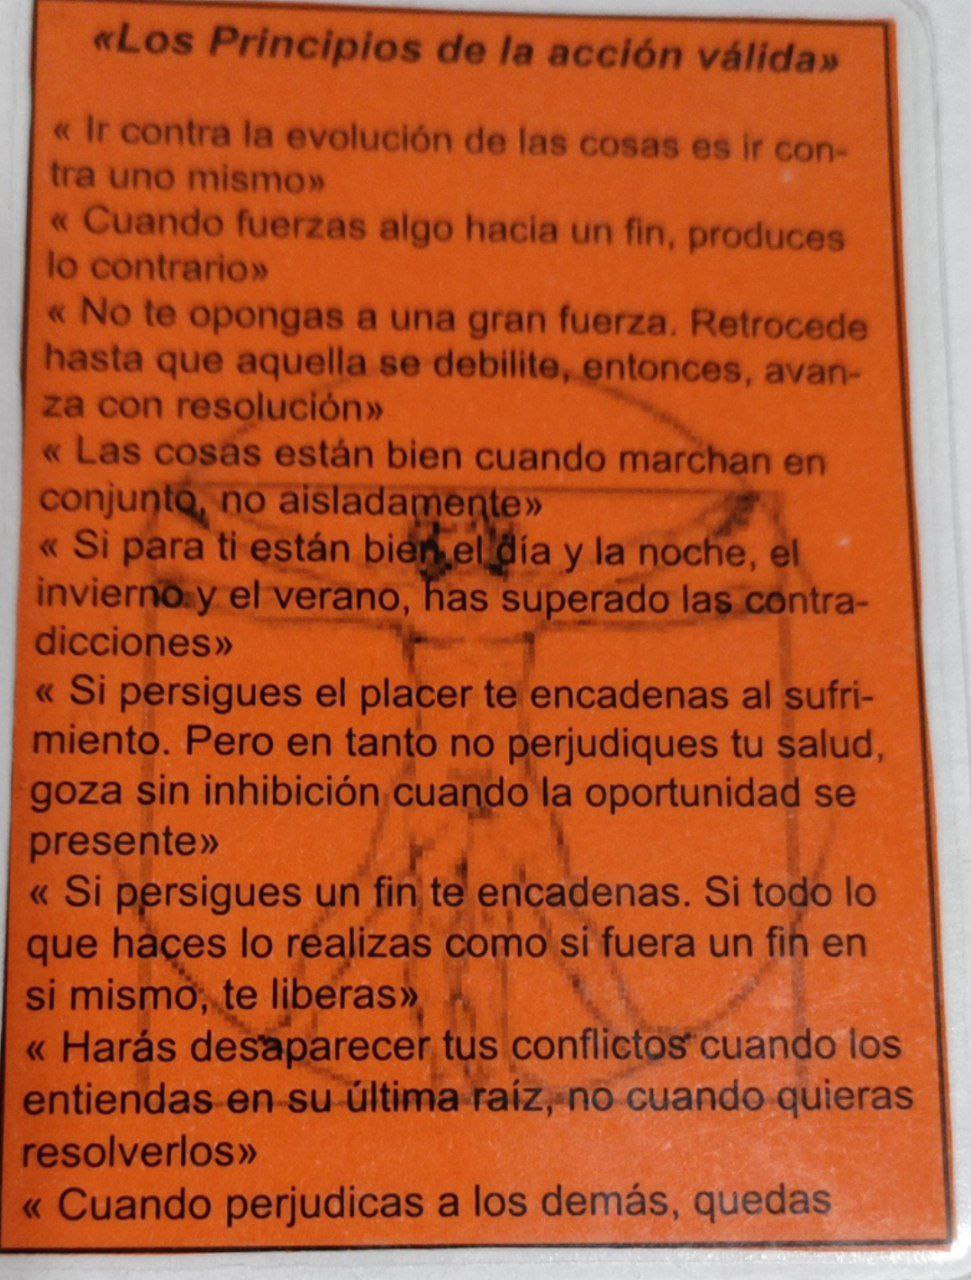 «Los Principios de la acción válida»
« Ir contra la evolución de las cosas es ir con-
tra uno mismo»
« Cuando fuerzas algo hacia un fin, produces
lo contrario»
« No te opongas a una gran fuerza. Retrocede
hasta que aquella se debilite, entonces, avan-
za con resolución»
« Las cosas están bien cuando marchan en
conjunto, no aisladamente»
« Si para ti están bien el día y la noche, el
invierno y el verano, has superado las contra-
dicciones»
« Si persigues el placer te encadenas al sufri-
miento. Pero en tanto no perjudiques tu salud,
goza sin inhibición cuando la oportunidad se
presente»
« Si persigues un fin te encadenas. Si todo lo
que haces lo realizas como si fuera un fin en
si mismo, te liberas»
« Harás desaparecer tus conflictos cuando los
entiendas en su última raíz, no cuando quieras
resolverlos»
« Cuando perjudicas a los demás, quedas